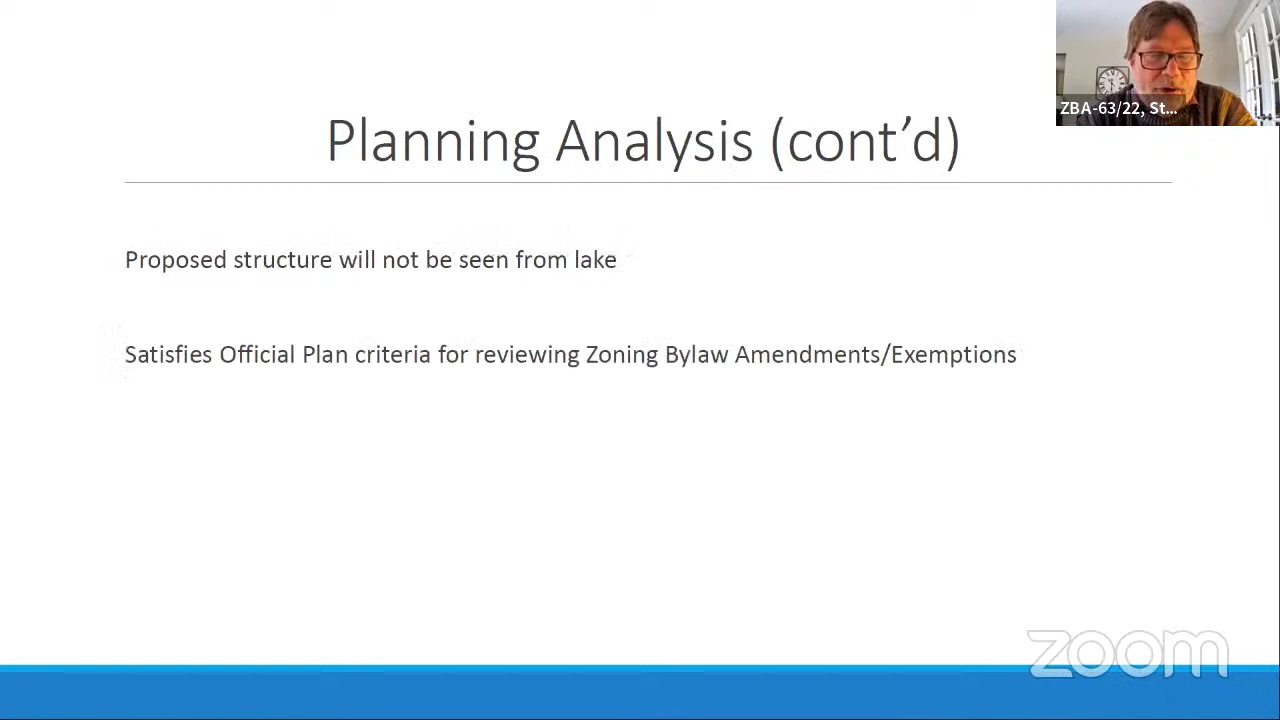 ZBA-63/22, St...
Planning Analysis (cont’d)
Proposed structure will not be seen from lake
Satisfies Official Plan criteria for reviewing Zoning Bylaw Amendments/Exemptions
zoom